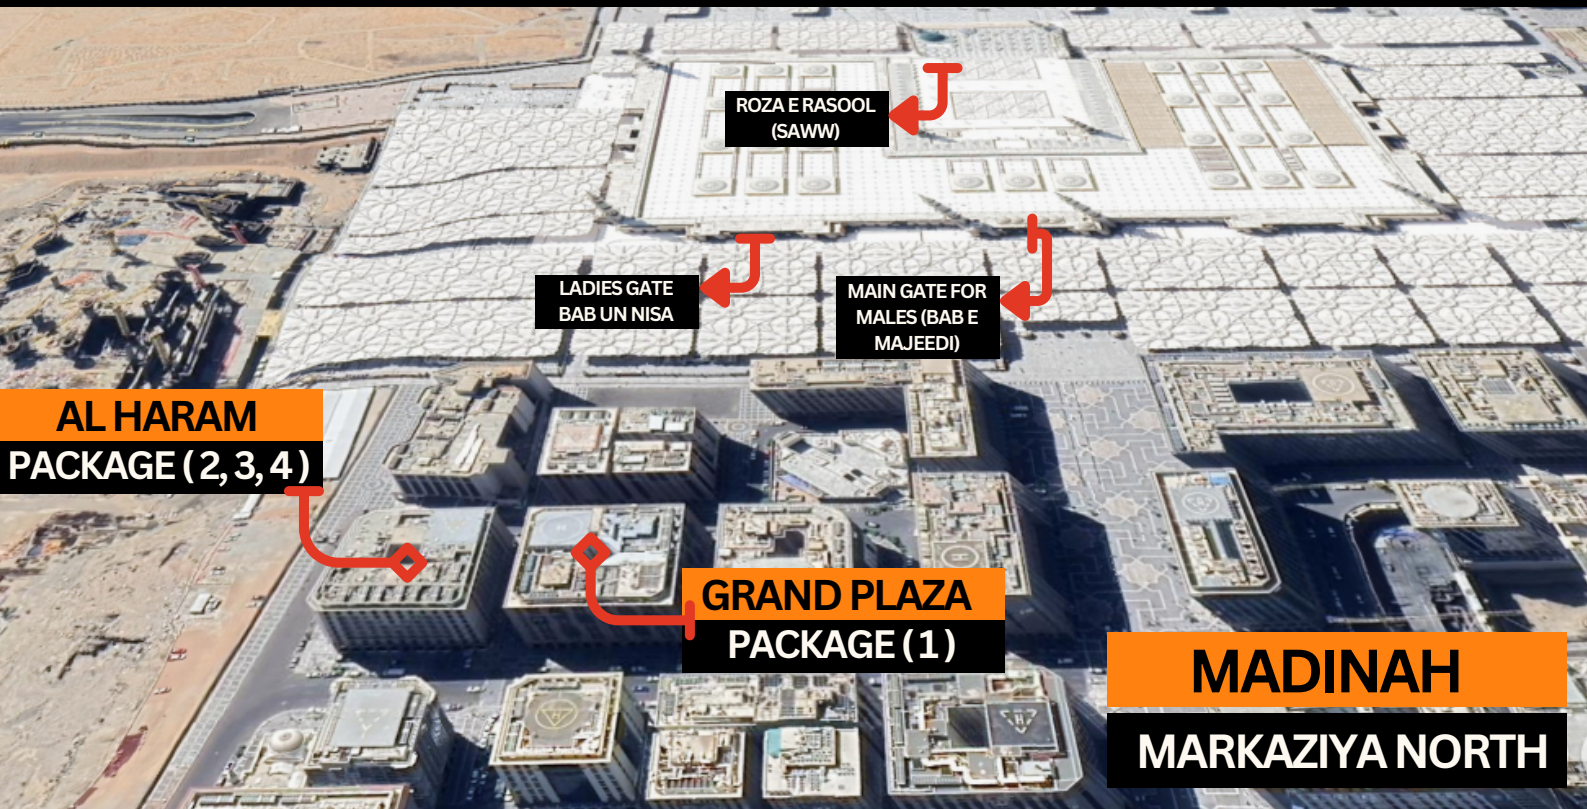 ROZA E RASOOL
(SAWW)
LADIES GATE
BAB UN NISA
MAIN GATE FOR
MALES (BAB E
MAJEEDI)
AL HARAM
PACKAGE ( 2, 3, 4 )
GRAND PLAZA
PACKAGE ( 1 )
MADINAH
MARKAZIYA NORTH